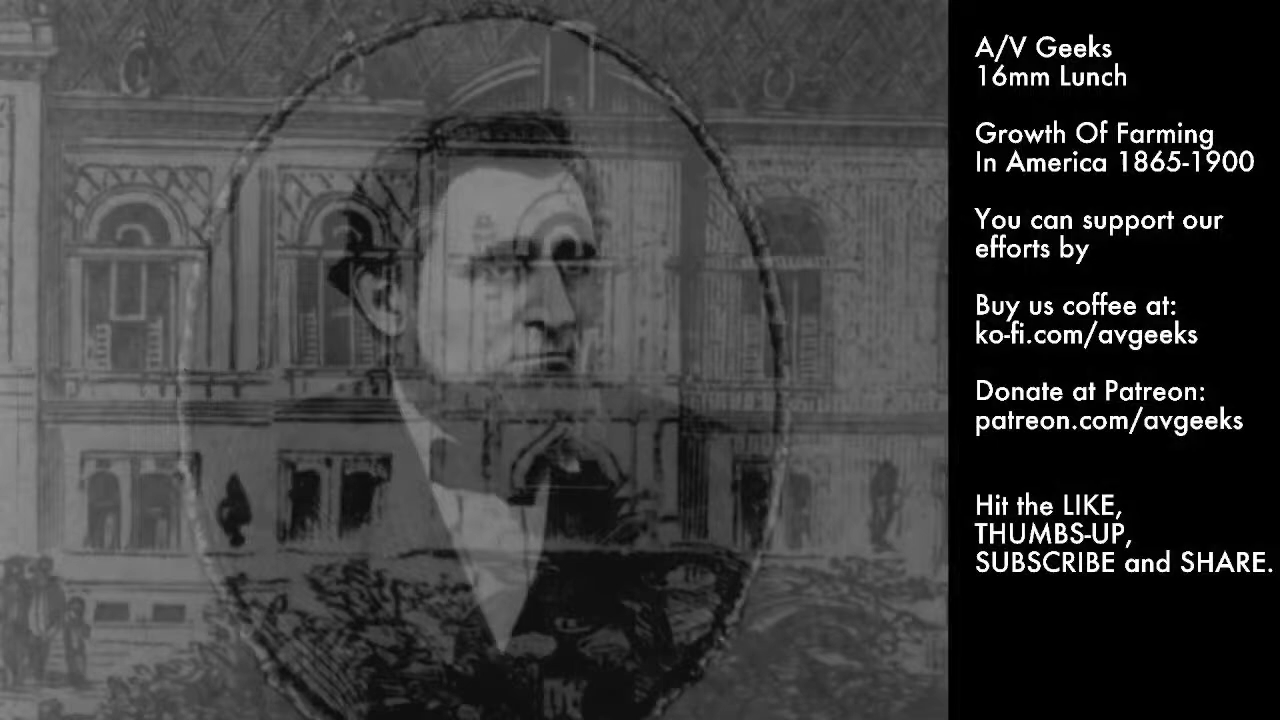 A/V Geeks
16mm Lunch
Growth Of Farming
In America 1865-1900
You can support our
efforts by
Buy us coffee at:
ko-fi.com/avgeeks
Donate at Patreon:
patreon.com/avgeeks
Hit the LIKE,
THUMBS-UP,
SUBSCRIBE and SHARE.